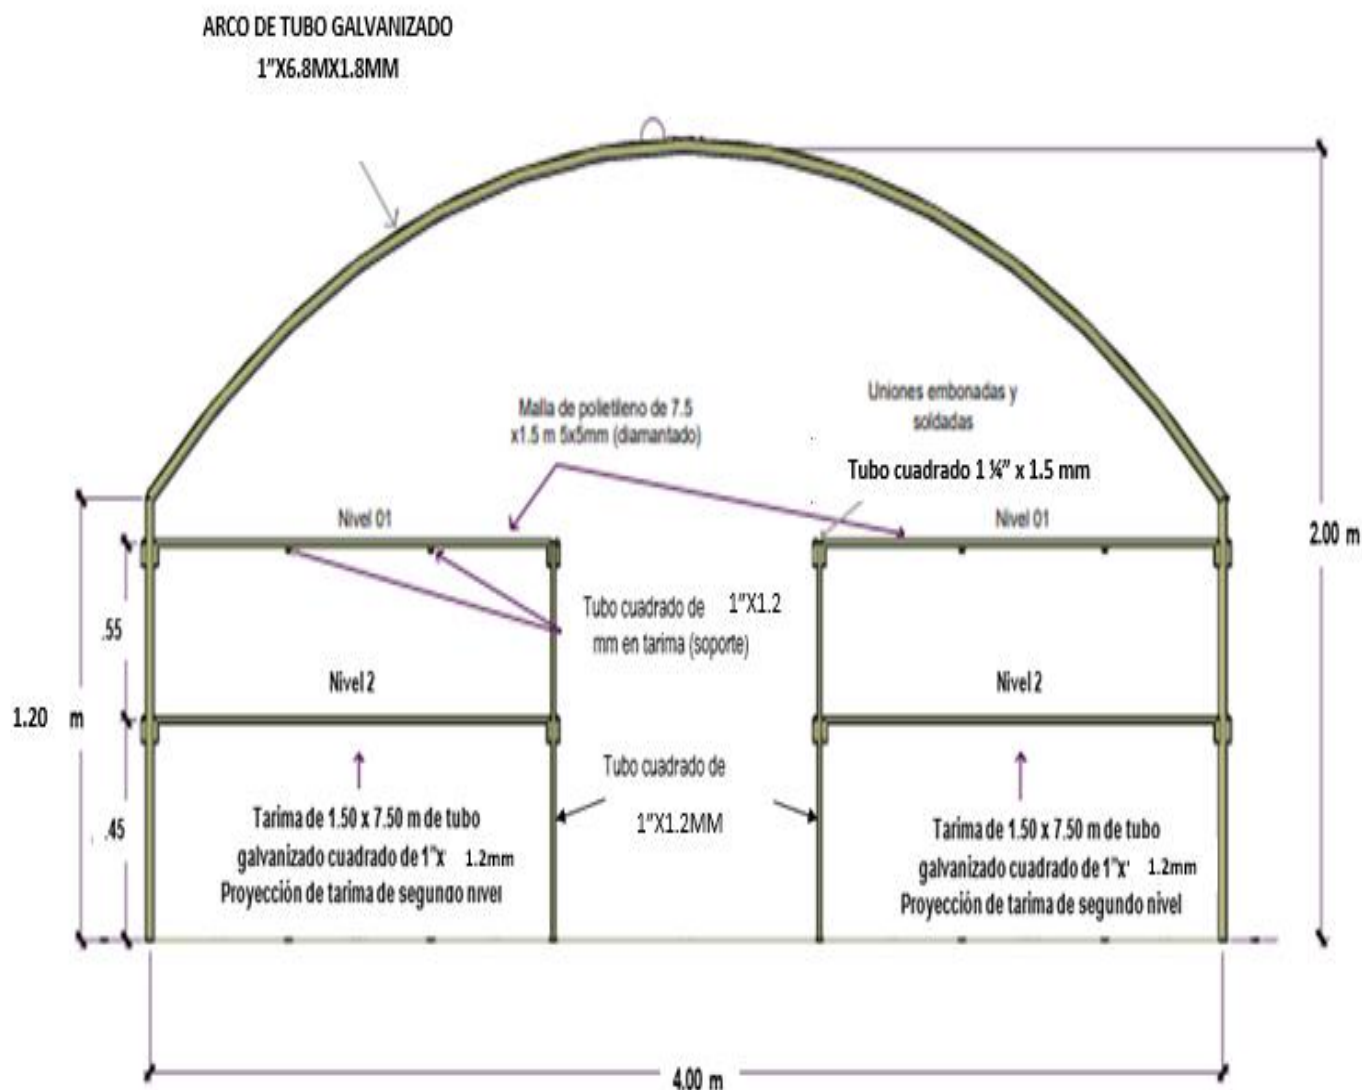 ARCO DE TUBO GALVANIZADO
1"X6.8MX1.8MM
Malla de polietileno de 7.5
x1.5 m 5x5mm (diamantado)
Uniones embonadas y
soldadas
Tubo cuadrado 1 ¼" x 1.5 mm
Nivel 01
Nivel 01
2.00 m
.55
Tubo cuadrado de 1"X1.2
mm en tarima (soporte)
Nivel 2
Nivel 2
1.20 m
Tubo cuadrado de
1"X1.2MM
.45
Tarima de 1.50 x 7.50 m de tubo
galvanizado cuadrado de 1"x' 1.2mm
Proyección de tarima de segundo nivel
Tarima de 1.50 x 7.50 m de tubo
galvanizado cuadrado de 1"x' 1.2mm
Proyección de tarima de segundo nivel
4.00 m